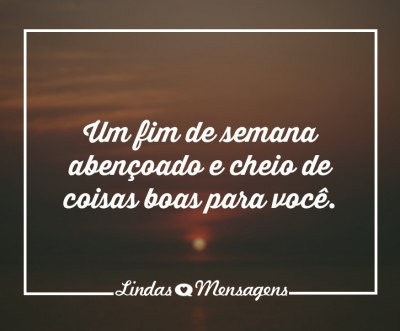 Um fim de semana
abençoado e cheio de
coisas boas para você.
Lindas Mensagens